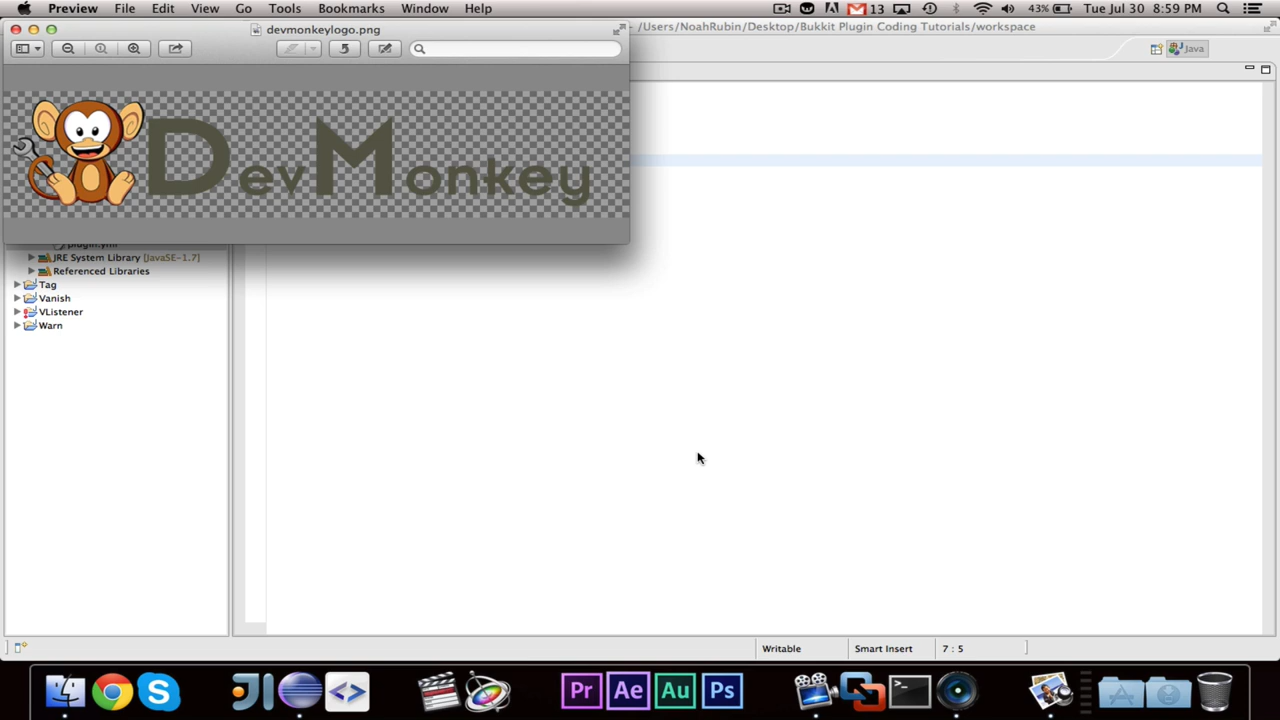 Preview File Edit View Go Tools Bookmarks Window Help 13 43% Tue Jul 30 8:59 PM
devmonkeylogo.png
/Users/NoahRubin/Desktop/Bukkit Plugin Coding Tutorials/workspace
Java
DevMonkey
plugin.yml
JRE System Library [JavaSE-1.7]
Referenced Libraries
Tag
Vanish
VListener
Warn
Writable Smart Insert 7 : 5
Pr Ae Au Ps